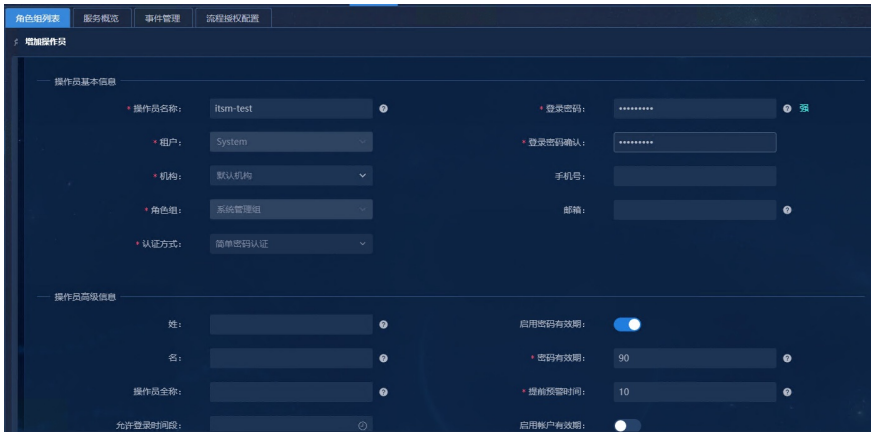 角色组列表 服务概览 事件管理 流程授权配置
增加操作员
操作员基本信息
* 操作员名称： itsm-test * 登录密码： ••••••••• 强
* 租户： System * 登录密码确认： •••••••••
* 机构： 默认机构 手机号：
* 角色组： 系统管理组 邮箱：
* 认证方式： 简单密码认证
操作员高级信息
姓： 启用密码有效期：
名： * 密码有效期： 90
操作员全称： * 提前预警时间： 10
允许登录时间段： 启用帐户有效期：